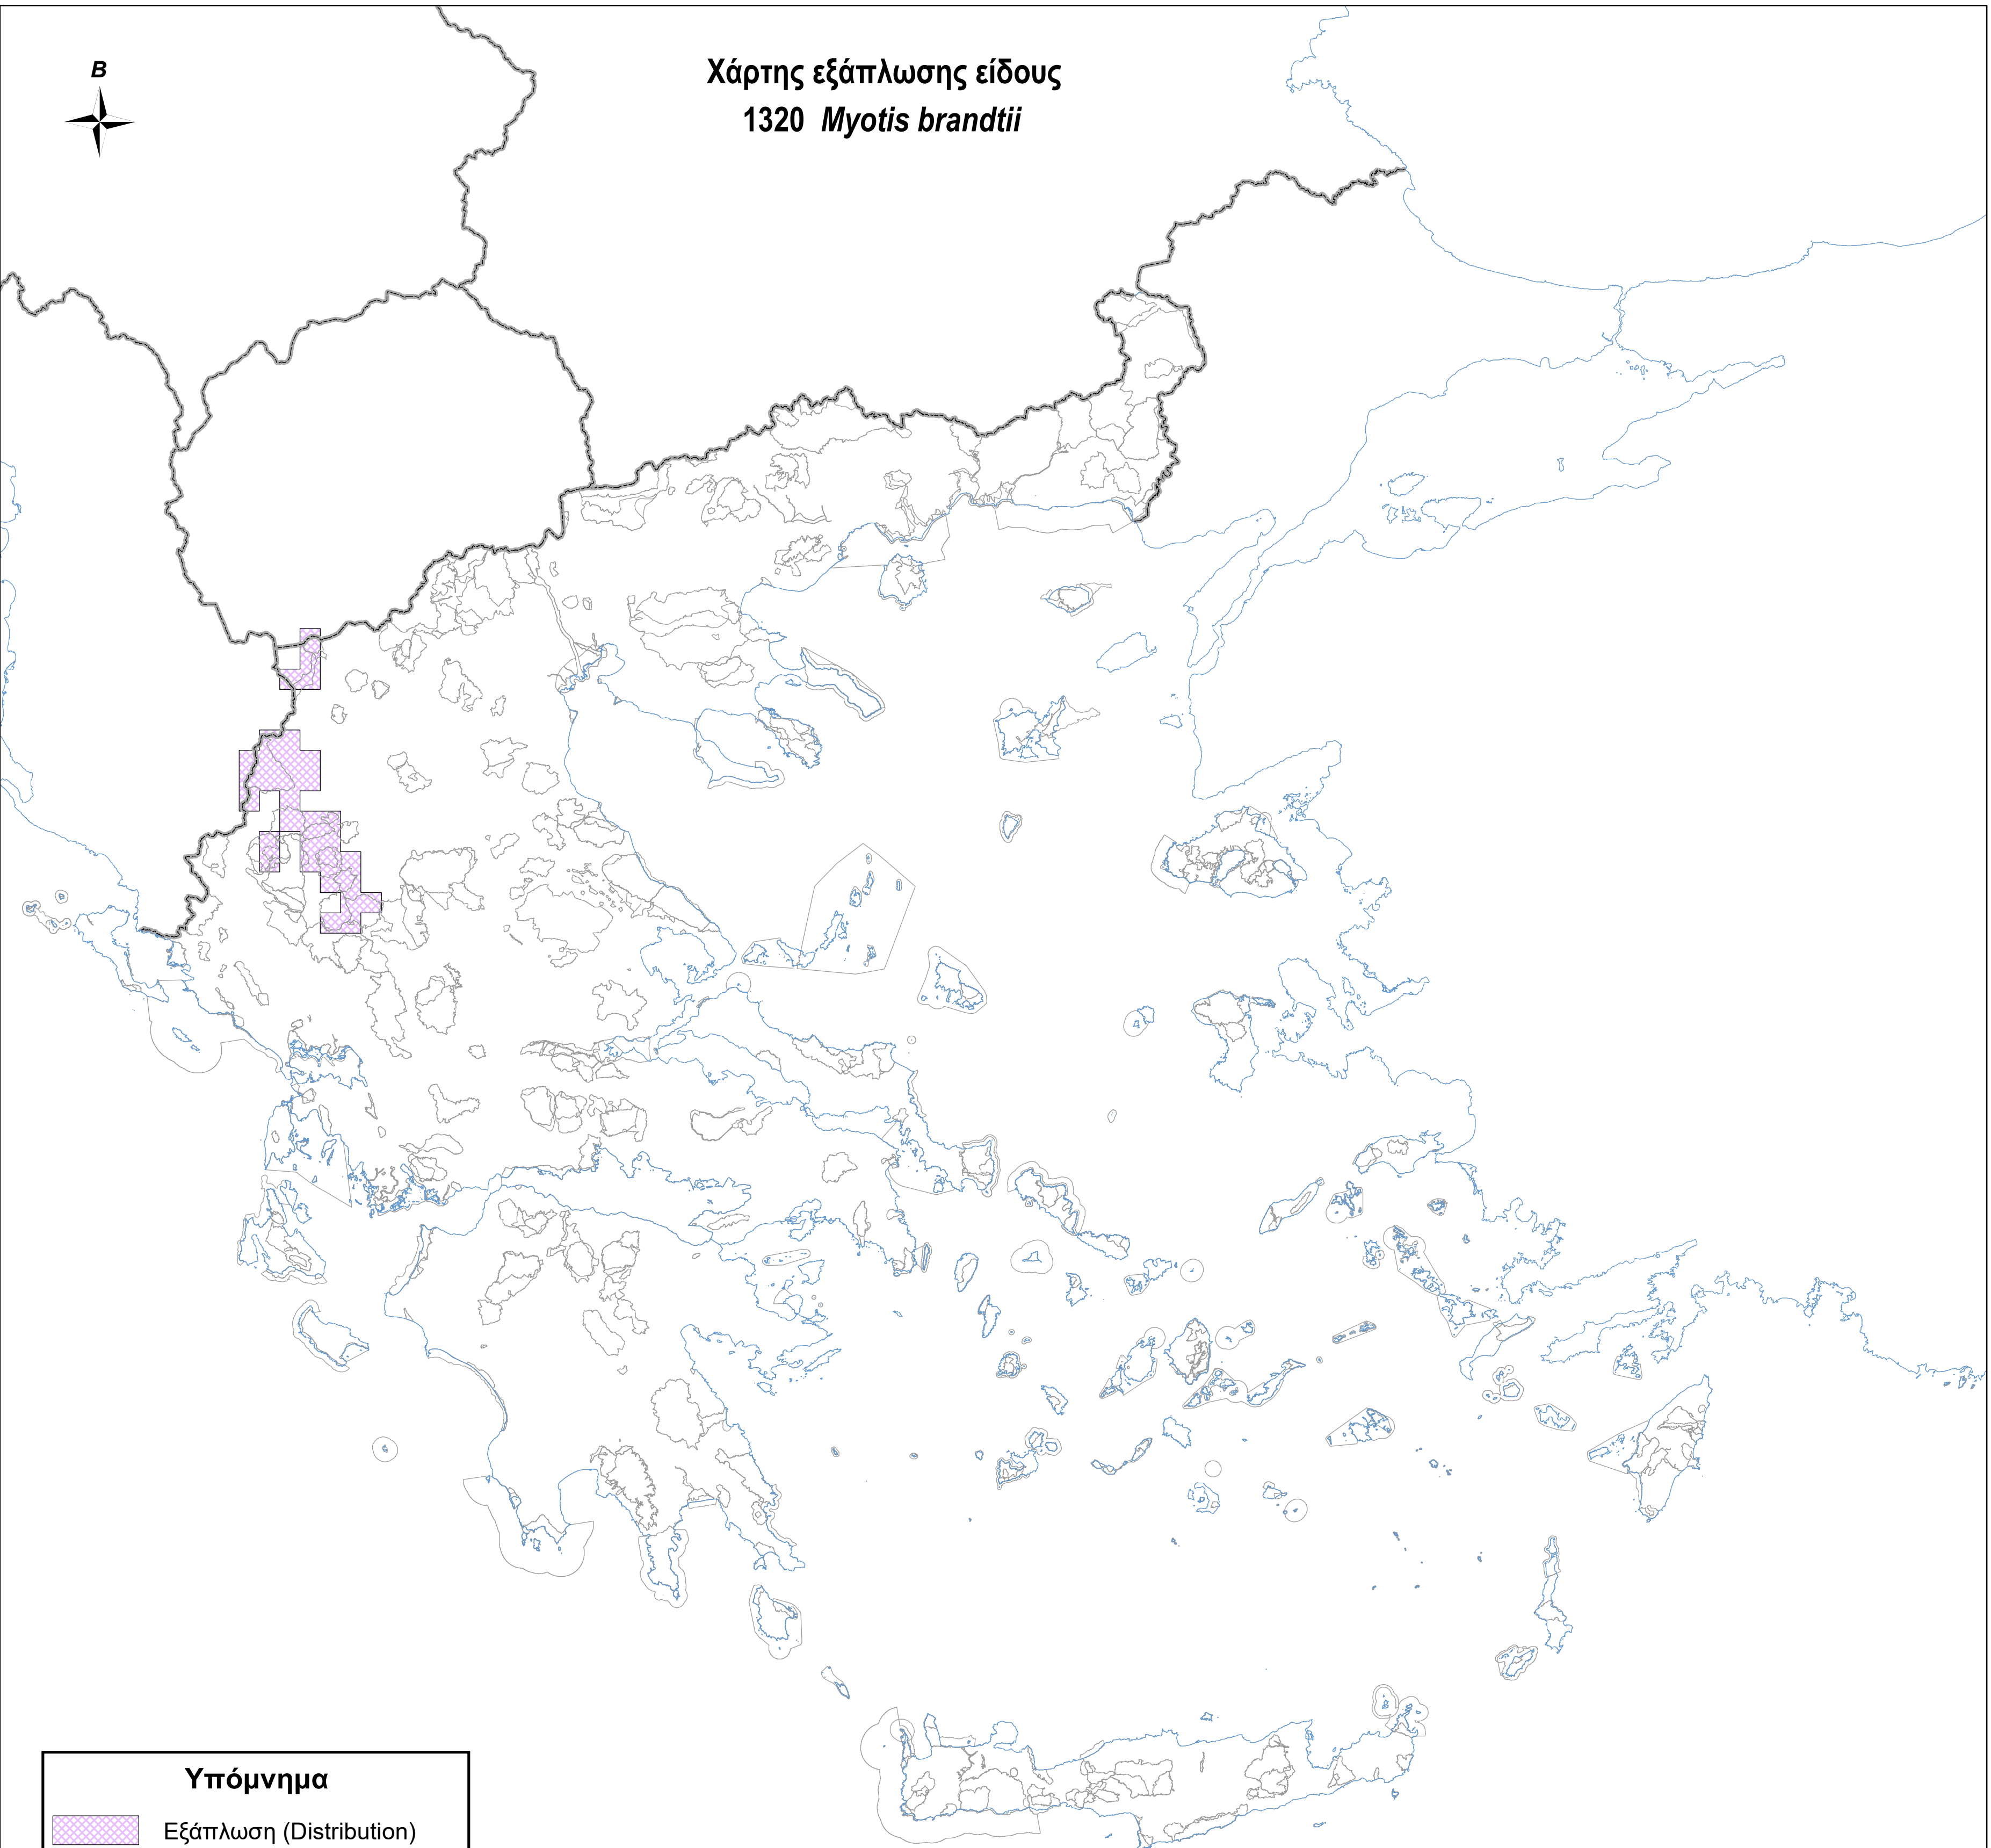 Β
Χάρτης εξάπλωσης είδους
1320 Myotis brandtii
Υπόμνημα
Εξάπλωση (Distribution)